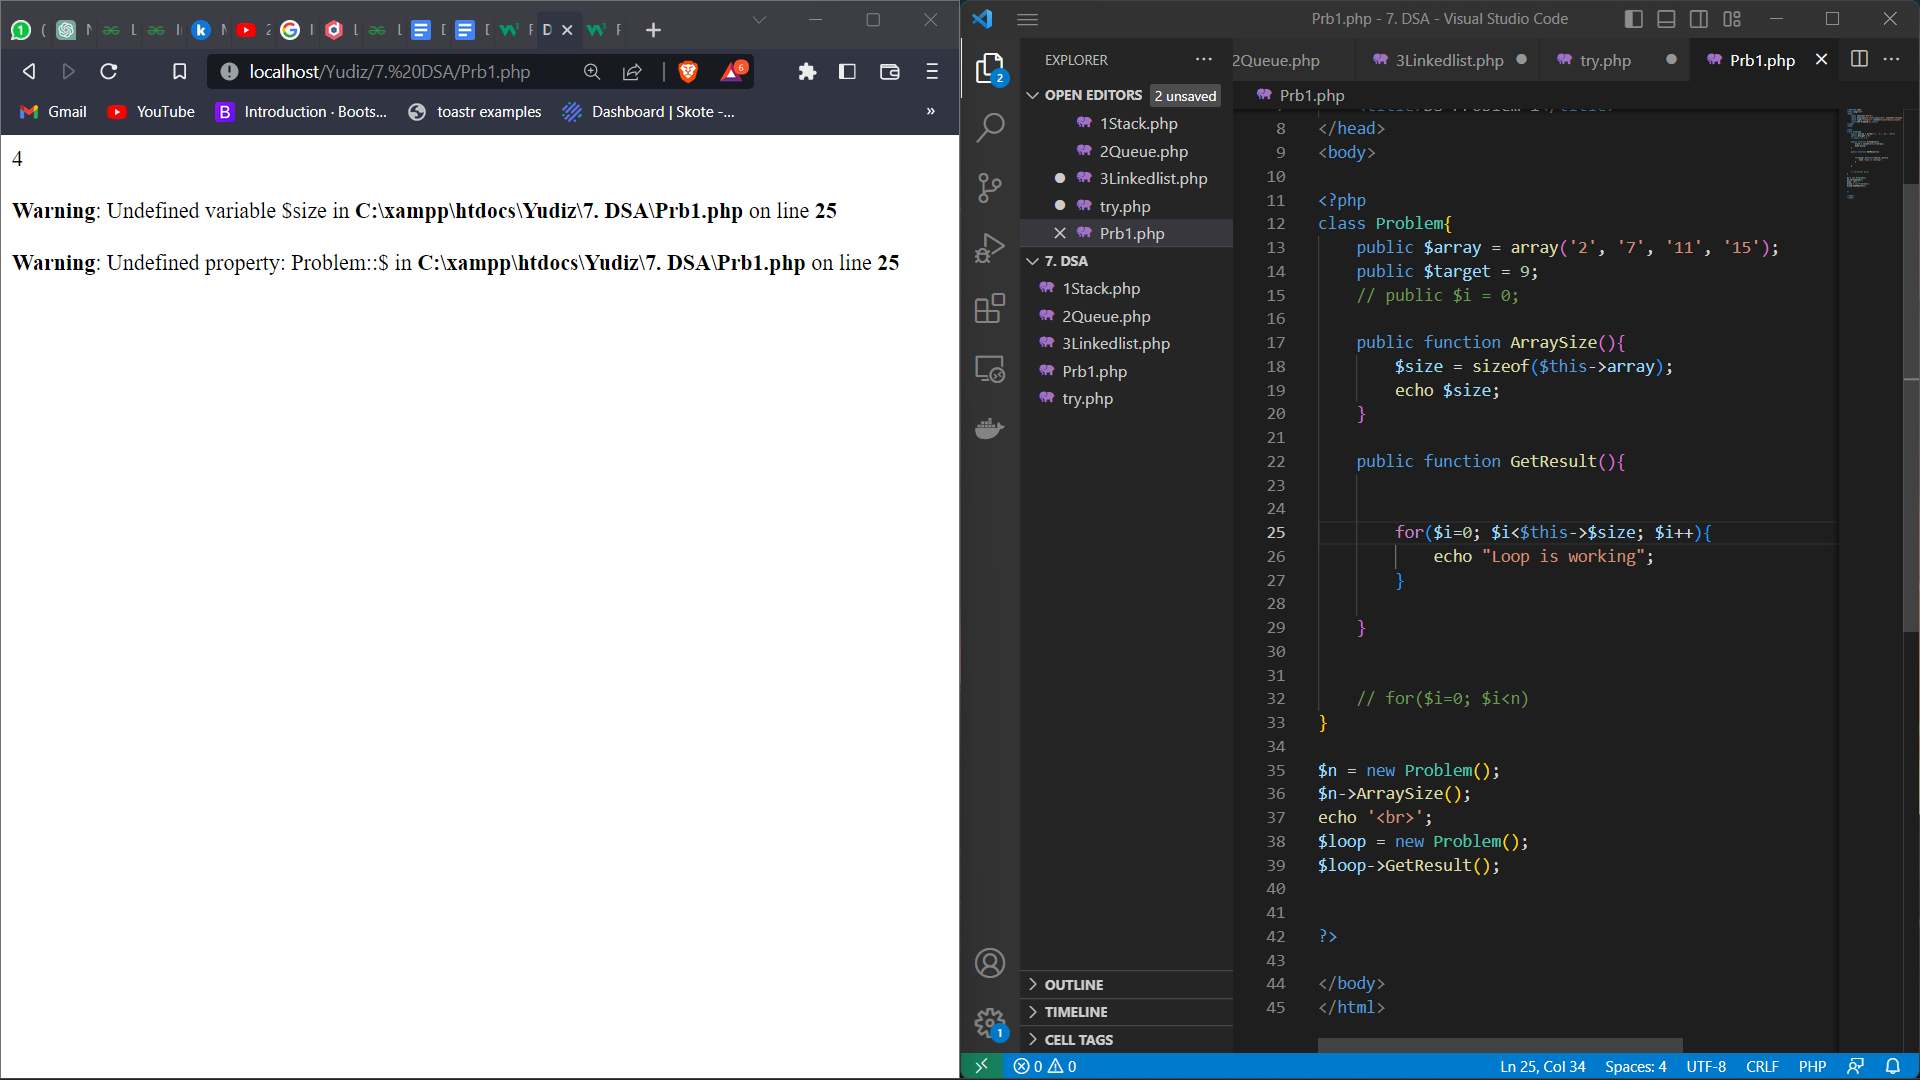 localhost/Yudiz/7.%20DSA/Prb1.php
6
Gmail
YouTube
Introduction · Boots...
toastr examples
Dashboard | Skote -...
»
4
Warning: Undefined variable $size in C:\xampp\htdocs\Yudiz\7. DSA\Prb1.php on line 25
Warning: Undefined property: Problem::$ in C:\xampp\htdocs\Yudiz\7. DSA\Prb1.php on line 25
Prb1.php - 7. DSA - Visual Studio Code
2
1
EXPLORER
OPEN EDITORS 2 unsaved
1Stack.php
2Queue.php
3Linkedlist.php
try.php
Prb1.php
7. DSA
1Stack.php
2Queue.php
3Linkedlist.php
Prb1.php
try.php
OUTLINE
TIMELINE
CELL TAGS
2Queue.php
3Linkedlist.php
try.php
Prb1.php
Prb1.php
8 </head>
9 <body>
10
11 <?php
12 class Problem{
13 public $array = array('2', '7', '11', '15');
14 public $target = 9;
15 // public $i = 0;
16
17 public function ArraySize(){
18 $size = sizeof($this->array);
19 echo $size;
20 }
21
22 public function GetResult(){
23
24
25 for($i=0; $i<$this->$size; $i++){
26 echo "Loop is working";
27 }
28
29 }
30
31
32 // for($i=0; $i<n)
33 }
34
35 $n = new Problem();
36 $n->ArraySize();
37 echo '<br>';
38 $loop = new Problem();
39 $loop->GetResult();
40
41
42 ?>
43
44 </body>
45 </html>
0 0
Ln 25, Col 34
Spaces: 4
UTF-8
CRLF
PHP